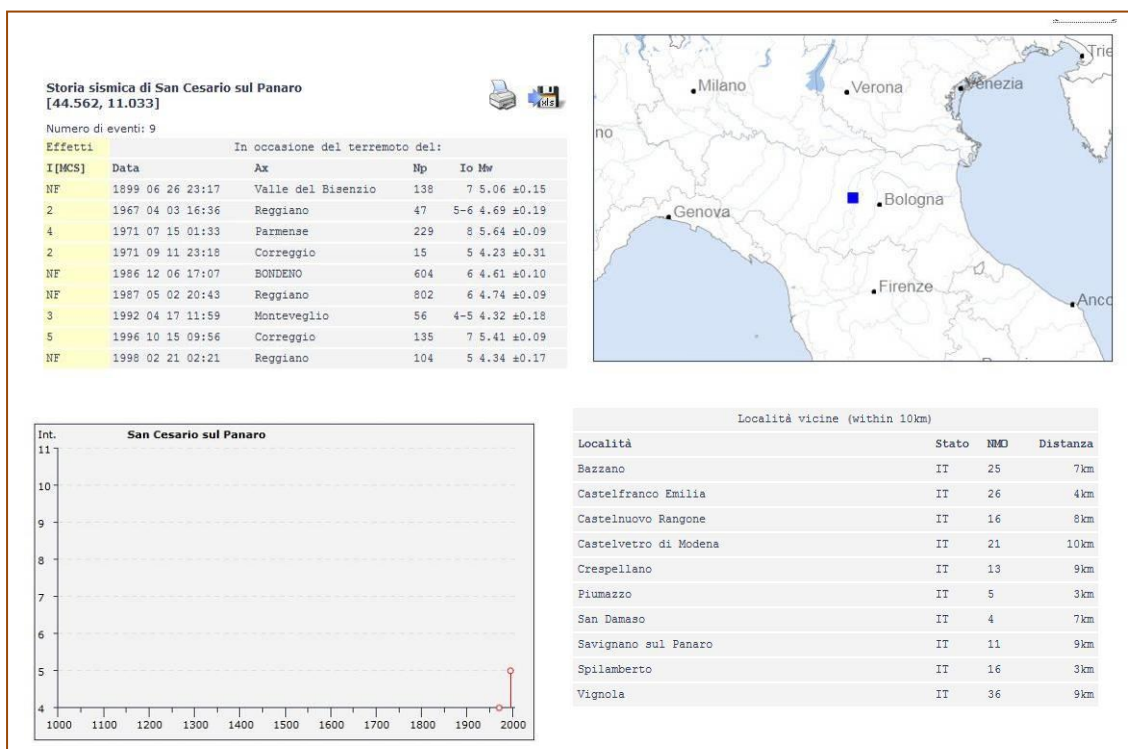 Storia sismica di San Cesario sul Panaro
[44.562, 11.033]
xls
Numero di eventi: 9
Effetti In occasione del terremoto del:
I[MCS] Data Ax Np Io Mw
NF 1899 06 26 23:17 Valle del Bisenzio 138 7 5.06 ±0.15
2 1967 04 03 16:36 Reggiano 47 5-6 4.69 ±0.19
4 1971 07 15 01:33 Parmense 229 8 5.64 ±0.09
2 1971 09 11 23:18 Correggio 15 5 4.23 ±0.31
NF 1986 12 06 17:07 BONDENO 604 6 4.61 ±0.10
NF 1987 05 02 20:43 Reggiano 802 6 4.74 ±0.09
3 1992 04 17 11:59 Monteveglio 56 4-5 4.32 ±0.18
5 1996 10 15 09:56 Correggio 135 7 5.41 ±0.09
NF 1998 02 21 02:21 Reggiano 104 5 4.34 ±0.17
Trie
Milano
Verona
Venezia
no
Bologna
Genova
Firenze
Anco
Int. San Cesario sul Panaro
11
10
9
8
7
6
5
4
1000 1100 1200 1300 1400 1500 1600 1700 1800 1900 2000
Località vicine (within 10km)
Località Stato NMO Distanza
Bazzano IT 25 7km
Castelfranco Emilia IT 26 4km
Castelnuovo Rangone IT 16 8km
Castelvetro di Modena IT 21 10km
Crespellano IT 13 9km
Piumazzo IT 5 3km
San Damaso IT 4 7km
Savignano sul Panaro IT 11 9km
Spilamberto IT 16 3km
Vignola IT 36 9km